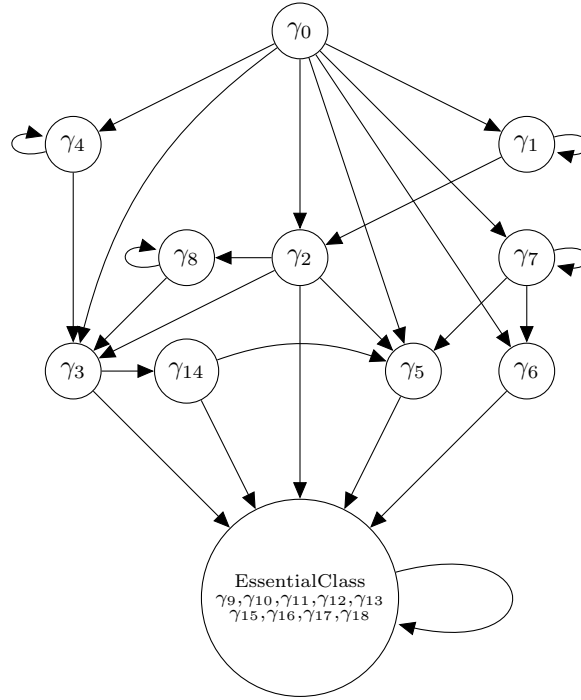 γ₀
γ₄
γ₁
γ₈
γ₂
γ₇
γ₃
γ₁₄
γ₅
γ₆
EssentialClass
γ₉,γ₁₀,γ₁₁,γ₁₂,γ₁₃
γ₁₅,γ₁₆,γ₁₇,γ₁₈